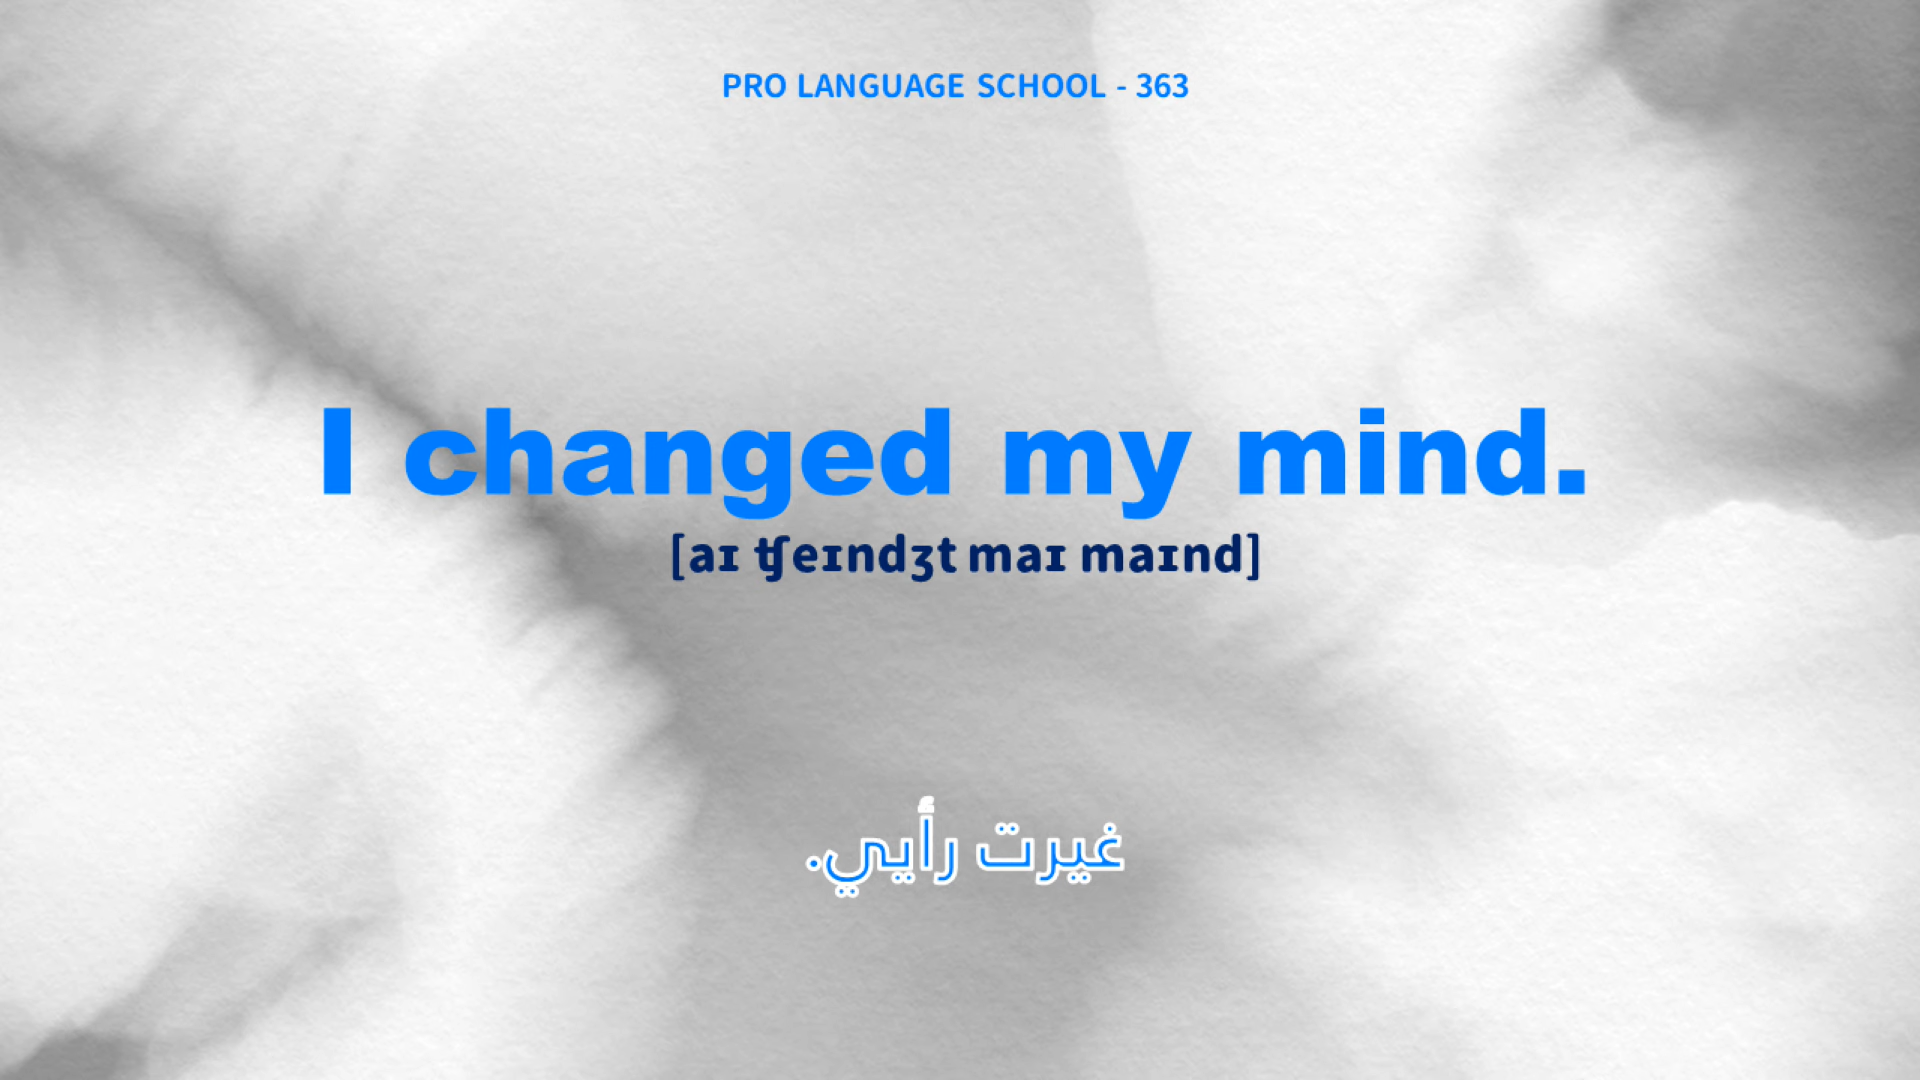 PRO LANGUAGE SCHOOL - 363
I changed my mind.
[aɪ ʧeɪndʒt maɪ maɪnd]
غيرت رأيي.